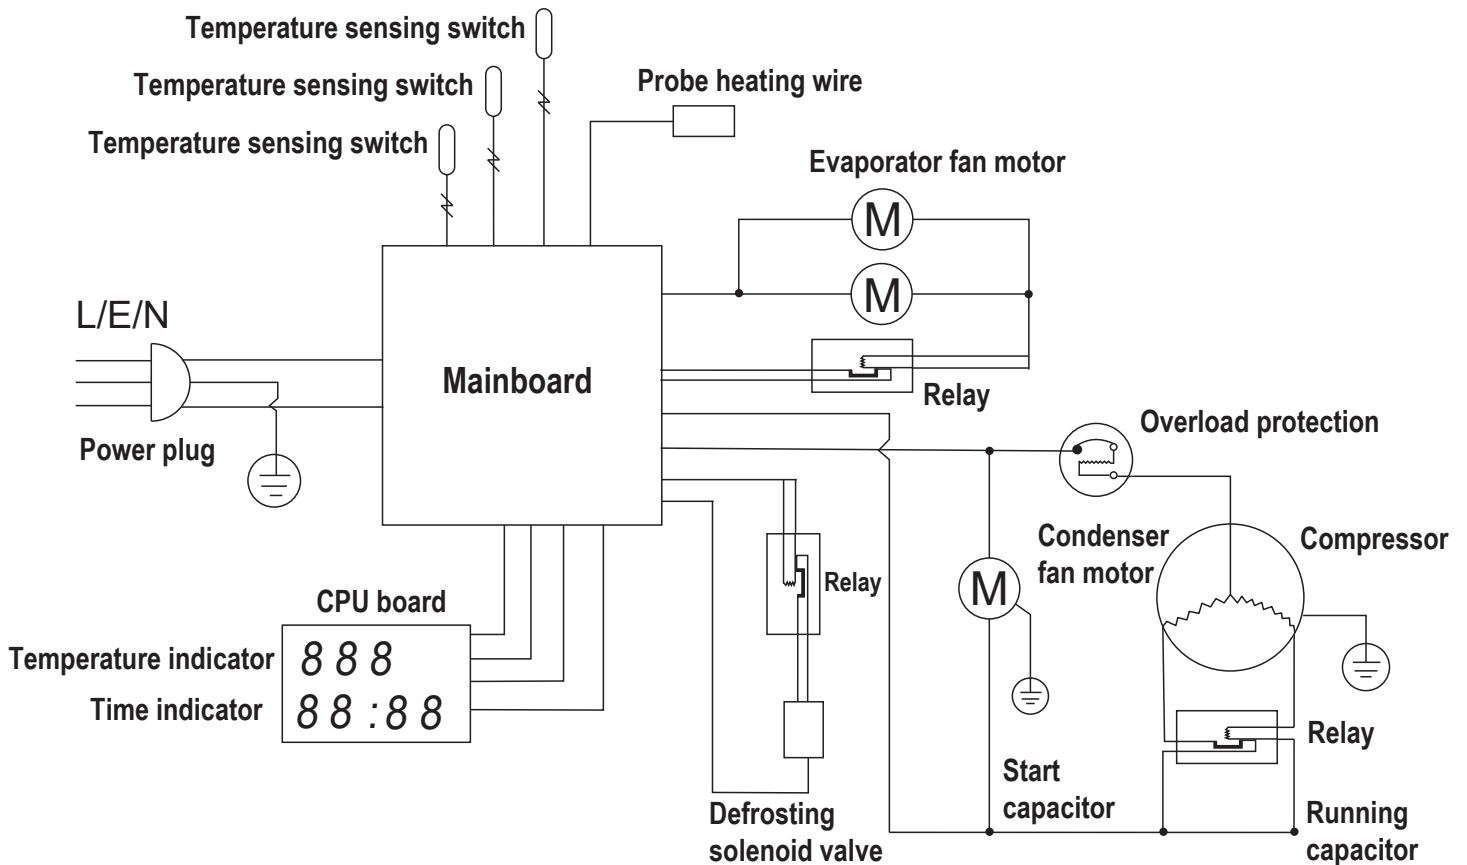 Temperature sensing switch
Temperature sensing switch
Probe heating wire
Temperature sensing switch
Evaporator fan motor
M
M
L/E/N
Mainboard
Relay
Power plug
Overload protection
Condenser
fan motor
Compressor
M
Relay
CPU board
Temperature indicator
888
Time indicator
88:88
Relay
Start
capacitor
Defrosting
solenoid valve
Running
capacitor